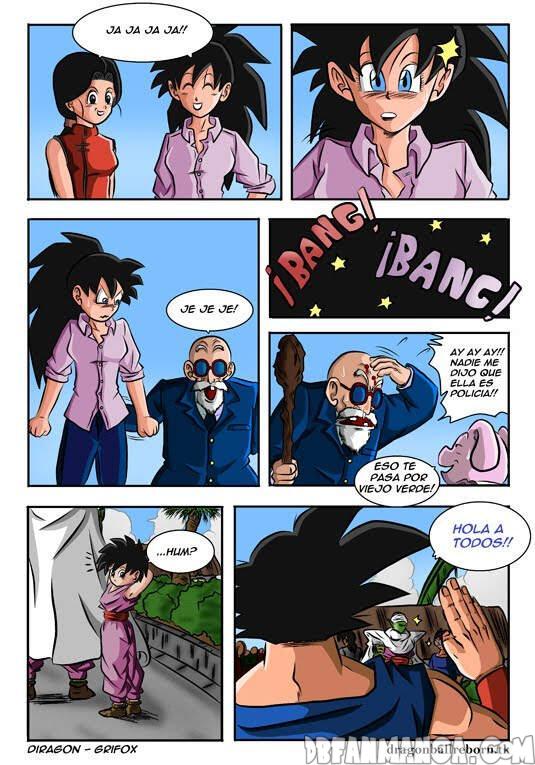 JA JA JA JA!!
¡BANG!
¡BANG!
JE JE JE!
AY AY AY!!
NADIE ME
DIJO QUE
ELLA ES
POLICIA!!
ESO TE
PASA POR
VIEJO VERDE!
...HUM?
HOLA A
TODOS!!
DIRAGON - GRIFOX
dragonballreborn.tk
DBFANMANGA.COM